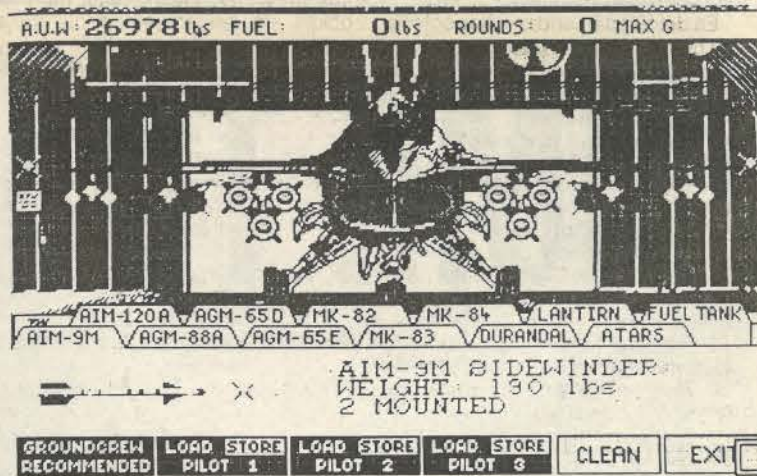 A.U.W: 26978 lbs FUEL: 0 lbs ROUNDS: 0 MAX G
AIM-120A AGM-65D MK-82 MK-84 LANTIRN FUEL TANK
AIM-9M AGM-88A AGM-65E MK-83 DURANDAL ATARS
AIM-9M SIDEWINDER
WEIGHT - 190 lbs
2 MOUNTED
GROUNDCREW LOAD STORE LOAD STORE LOAD STORE CLEAN EXIT
RECOMMENDED PILOT 1 PILOT 2 PILOT 3